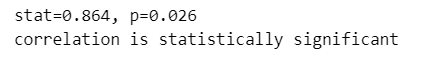 stat=0.864, p=0.026
correlation is statistically significant